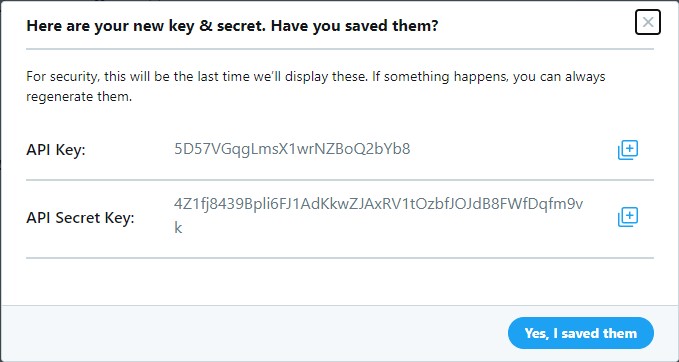 Here are your new key & secret. Have you saved them?
For security, this will be the last time we'll display these. If something happens, you can always
regenerate them.
API Key: 5D57VGqgLmsX1wrNZBoQ2bYb8
API Secret Key: 4Z1fj8439Bpli6FJ1AdKkwZJAxRV1tOzbfJOJdB8FWfDqfm9v
k
Yes, I saved them